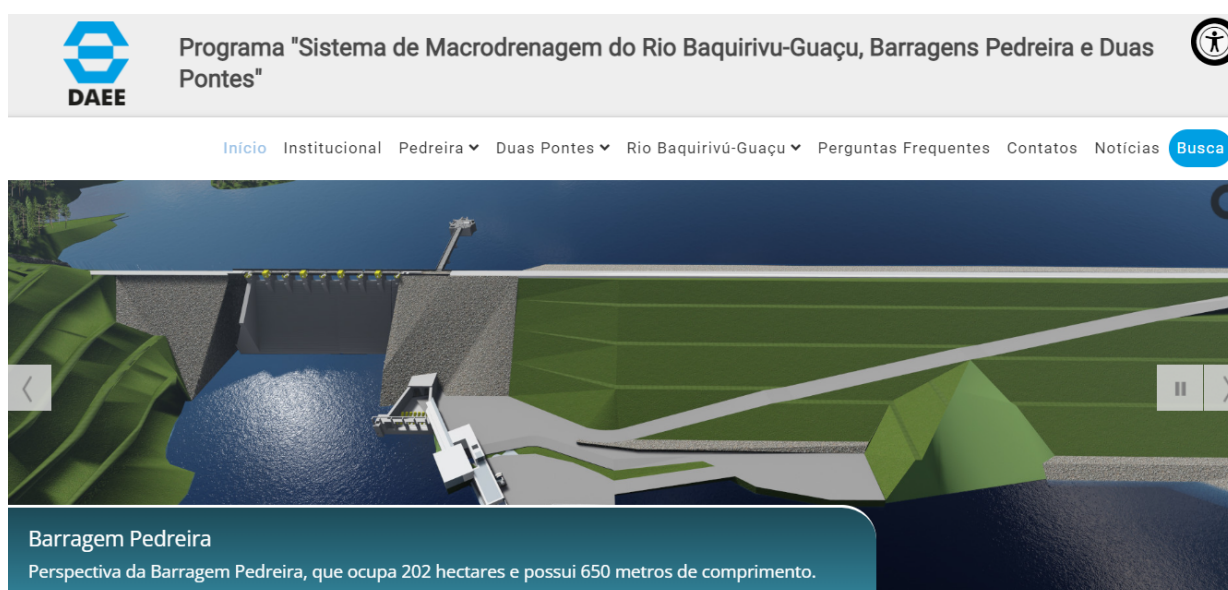 DAEE
Programa "Sistema de Macrodrenagem do Rio Baquirivu-Guaçu, Barragens Pedreira e Duas
Pontes"
Início Institucional Pedreira Duas Pontes Rio Baquirivú-Guaçu Perguntas Frequentes Contatos Notícias Busca
Barragem Pedreira
Perspectiva da Barragem Pedreira, que ocupa 202 hectares e possui 650 metros de comprimento.